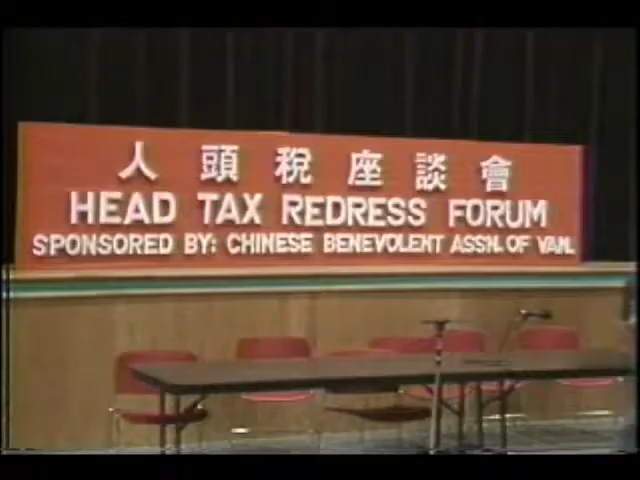 人頭稅座談會
HEAD TAX REDRESS FORUM
SPONSORED BY: CHINESE BENEVOLENT ASSN. OF VAN.